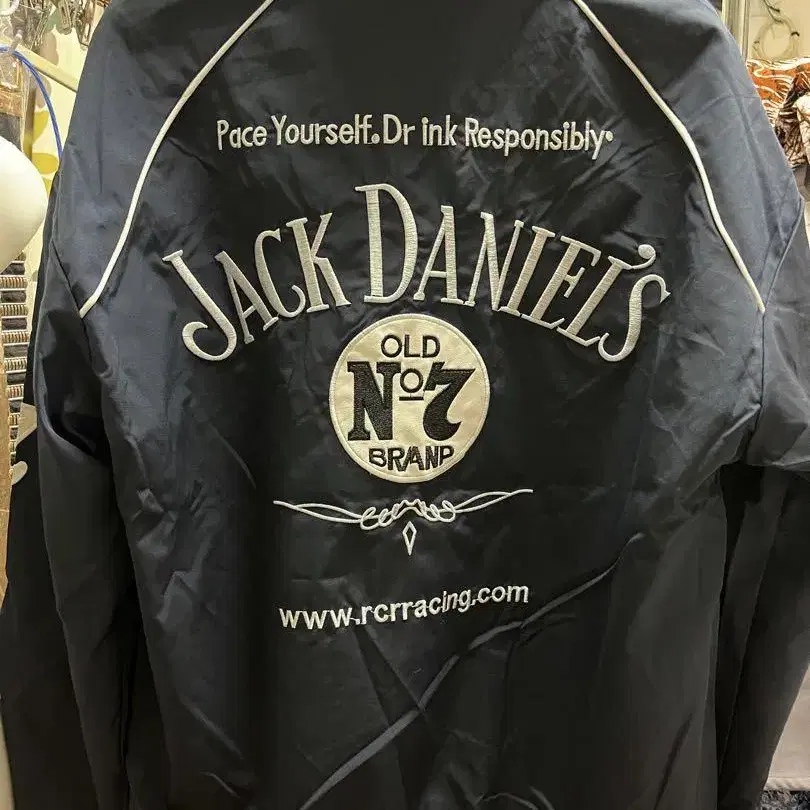 Pace Yourself. Dr ink Responsibly®
JACK DANIEL'S
OLD
No7
BRANP
www.rcrracing.com